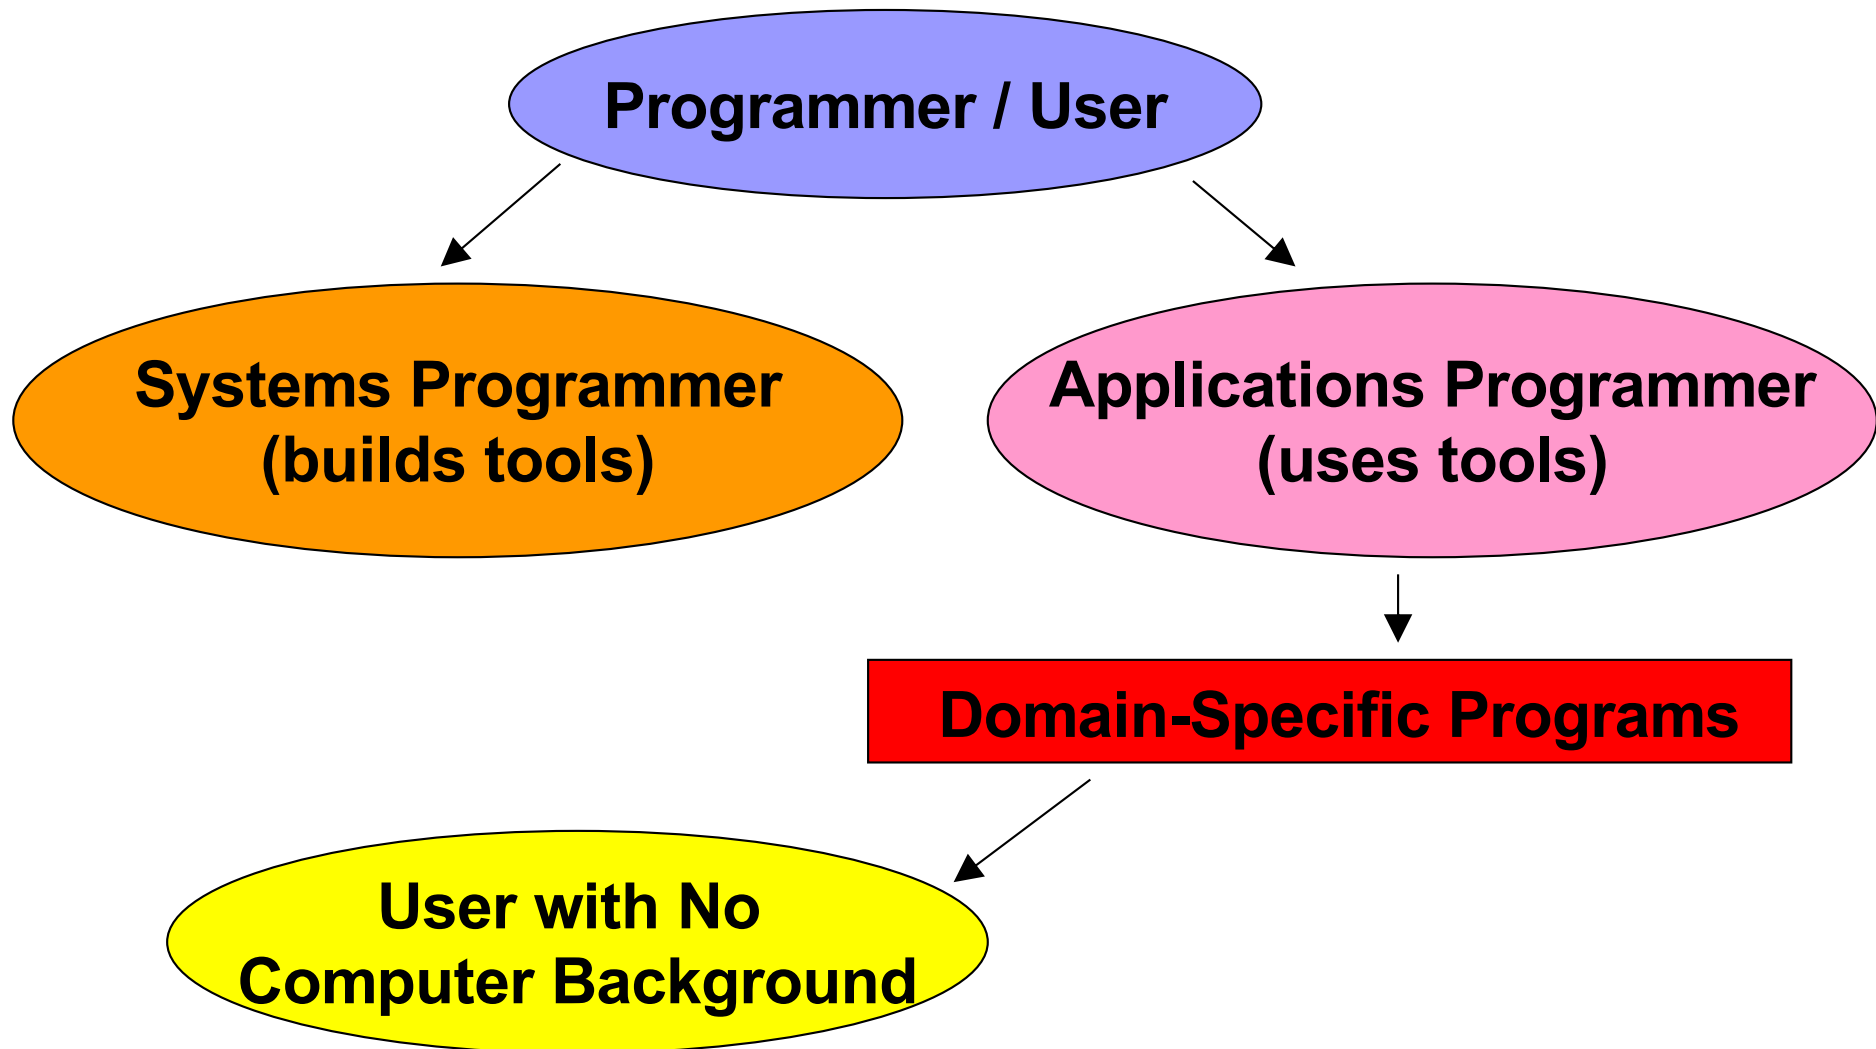 Programmer / User
Systems Programmer
(builds tools)
Applications Programmer
(uses tools)
Domain-Specific Programs
User with No
Computer Background